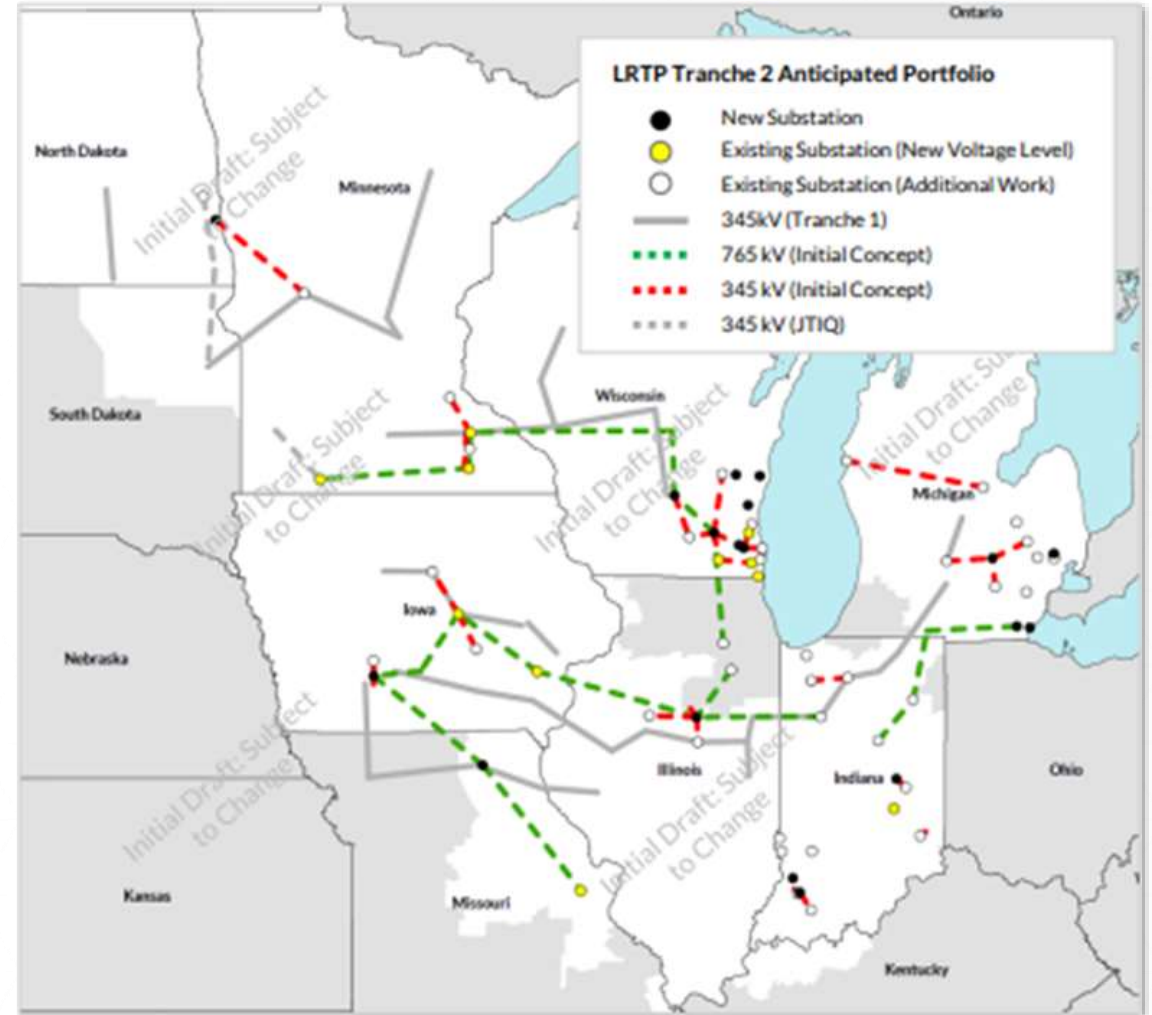 Ontario
LRTP Tranche 2 Anticipated Portfolio
New Substation
Existing Substation (New Voltage Level)
Existing Substation (Additional Work)
345kV (Tranche 1)
765 kV (Initial Concept)
345 kV (Initial Concept)
345 kV (JTIQ)
North Dakota
Minnesota
Initial Draft: Subject
to Change
South Dakota
Wisconsin
Michigan
Initial Draft: Subject
to Change
Initial Draft: Subject
to Change
Initial Draft: Subject
to Change
Iowa
Nebraska
Illinois
Indiana
Ohio
Initial Draft: Subject
to Change
Initial Draft: Subject
to Change
Kansas
Missouri
Kentucky